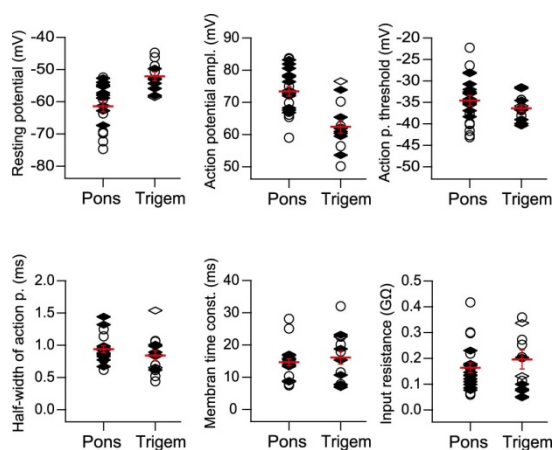 Resting potential (mV)
-40
-50
-60
-70
-80
Pons Trigem
Action potential ampl. (mV)
90
80
70
60
50
Pons Trigem
Action p. threshold (mV)
-20
-25
-30
-35
-40
-45
-50
Pons Trigem
Half-width of action p. (ms)
2.0
1.5
1.0
0.5
0.0
Pons Trigem
Membran time const. (ms)
40
30
20
10
0
Pons Trigem
Input resistance (GΩ)
0.5
0.4
0.3
0.2
0.1
0.0
Pons Trigem